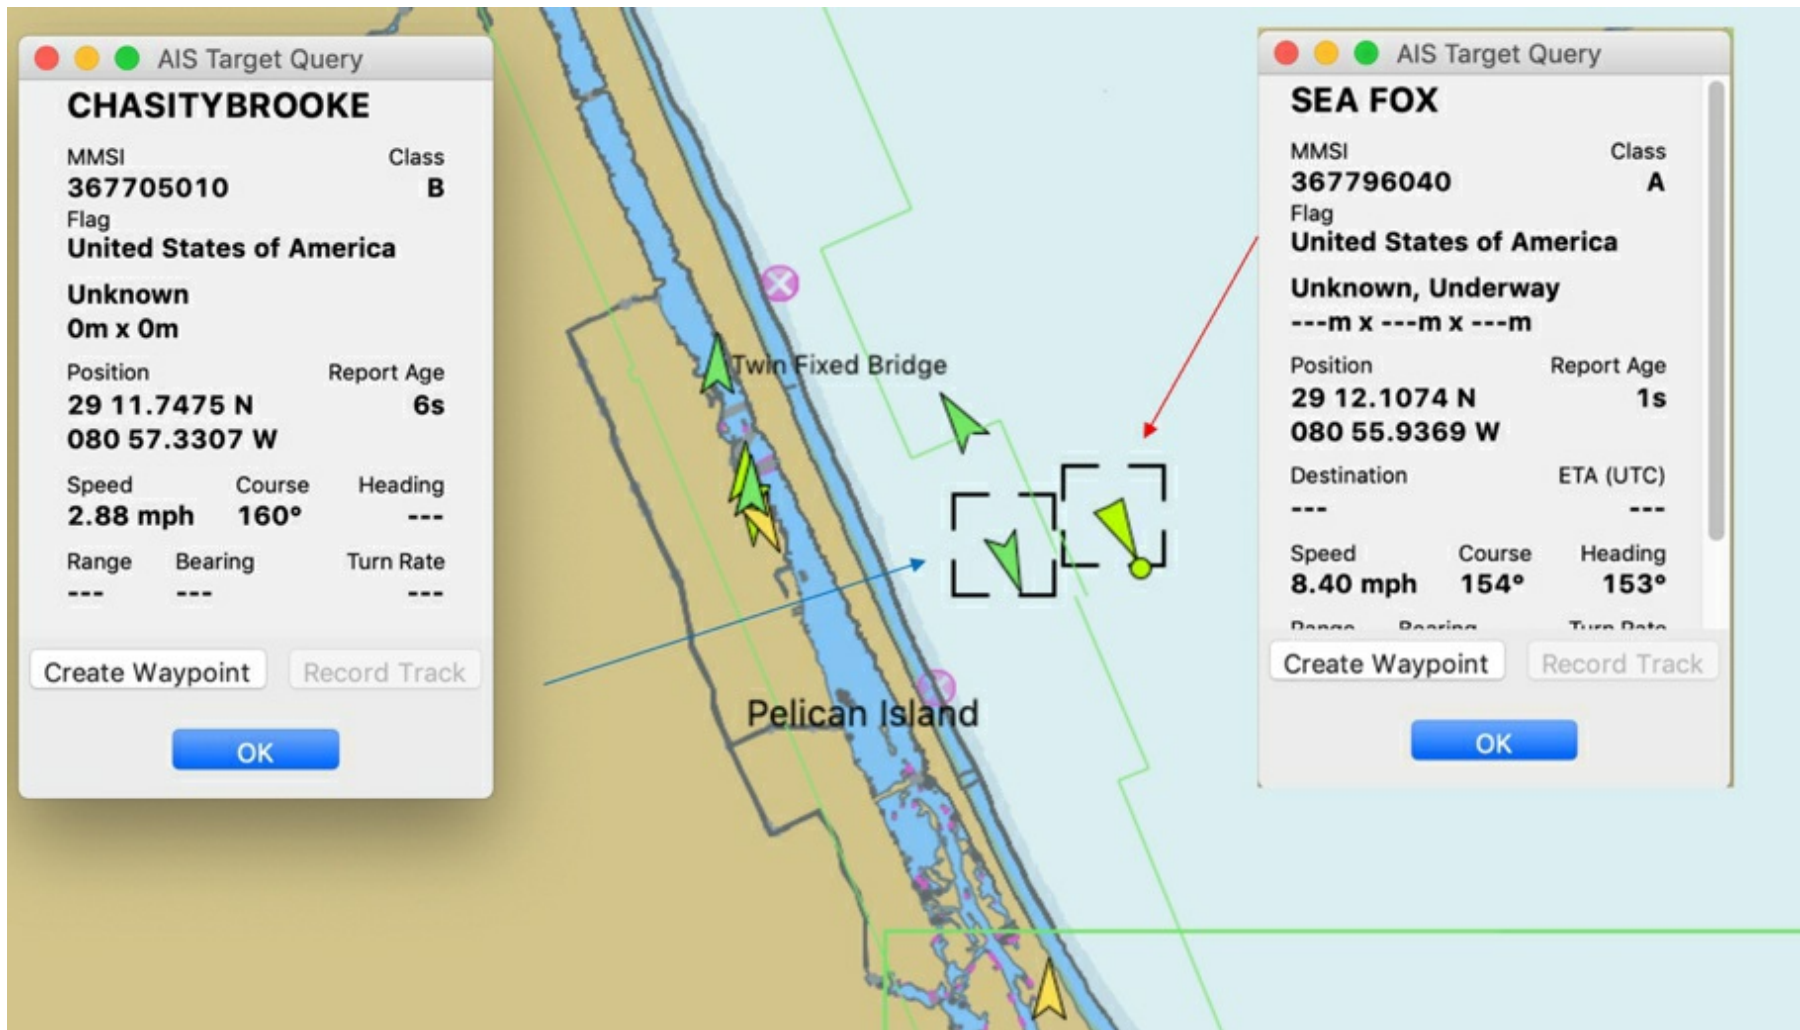 AIS Target Query
CHASITYBROOKE
MMSI Class
367705010 B
Flag
United States of America
Unknown
0m x 0m
Position Report Age
29 11.7475 N 6s
080 57.3307 W
Speed Course Heading
2.88 mph 160° ---
Range Bearing Turn Rate
--- --- ---
Create Waypoint Record Track
OK
Twin Fixed Bridge
Pelican Island
AIS Target Query
SEA FOX
MMSI Class
367796040 A
Flag
United States of America
Unknown, Underway
---m x ---m x ---m
Position Report Age
29 12.1074 N 1s
080 55.9369 W
Destination ETA (UTC)
--- ---
Speed Course Heading
8.40 mph 154° 153°
Range Bearing Turn Rate
Create Waypoint Record Track
OK